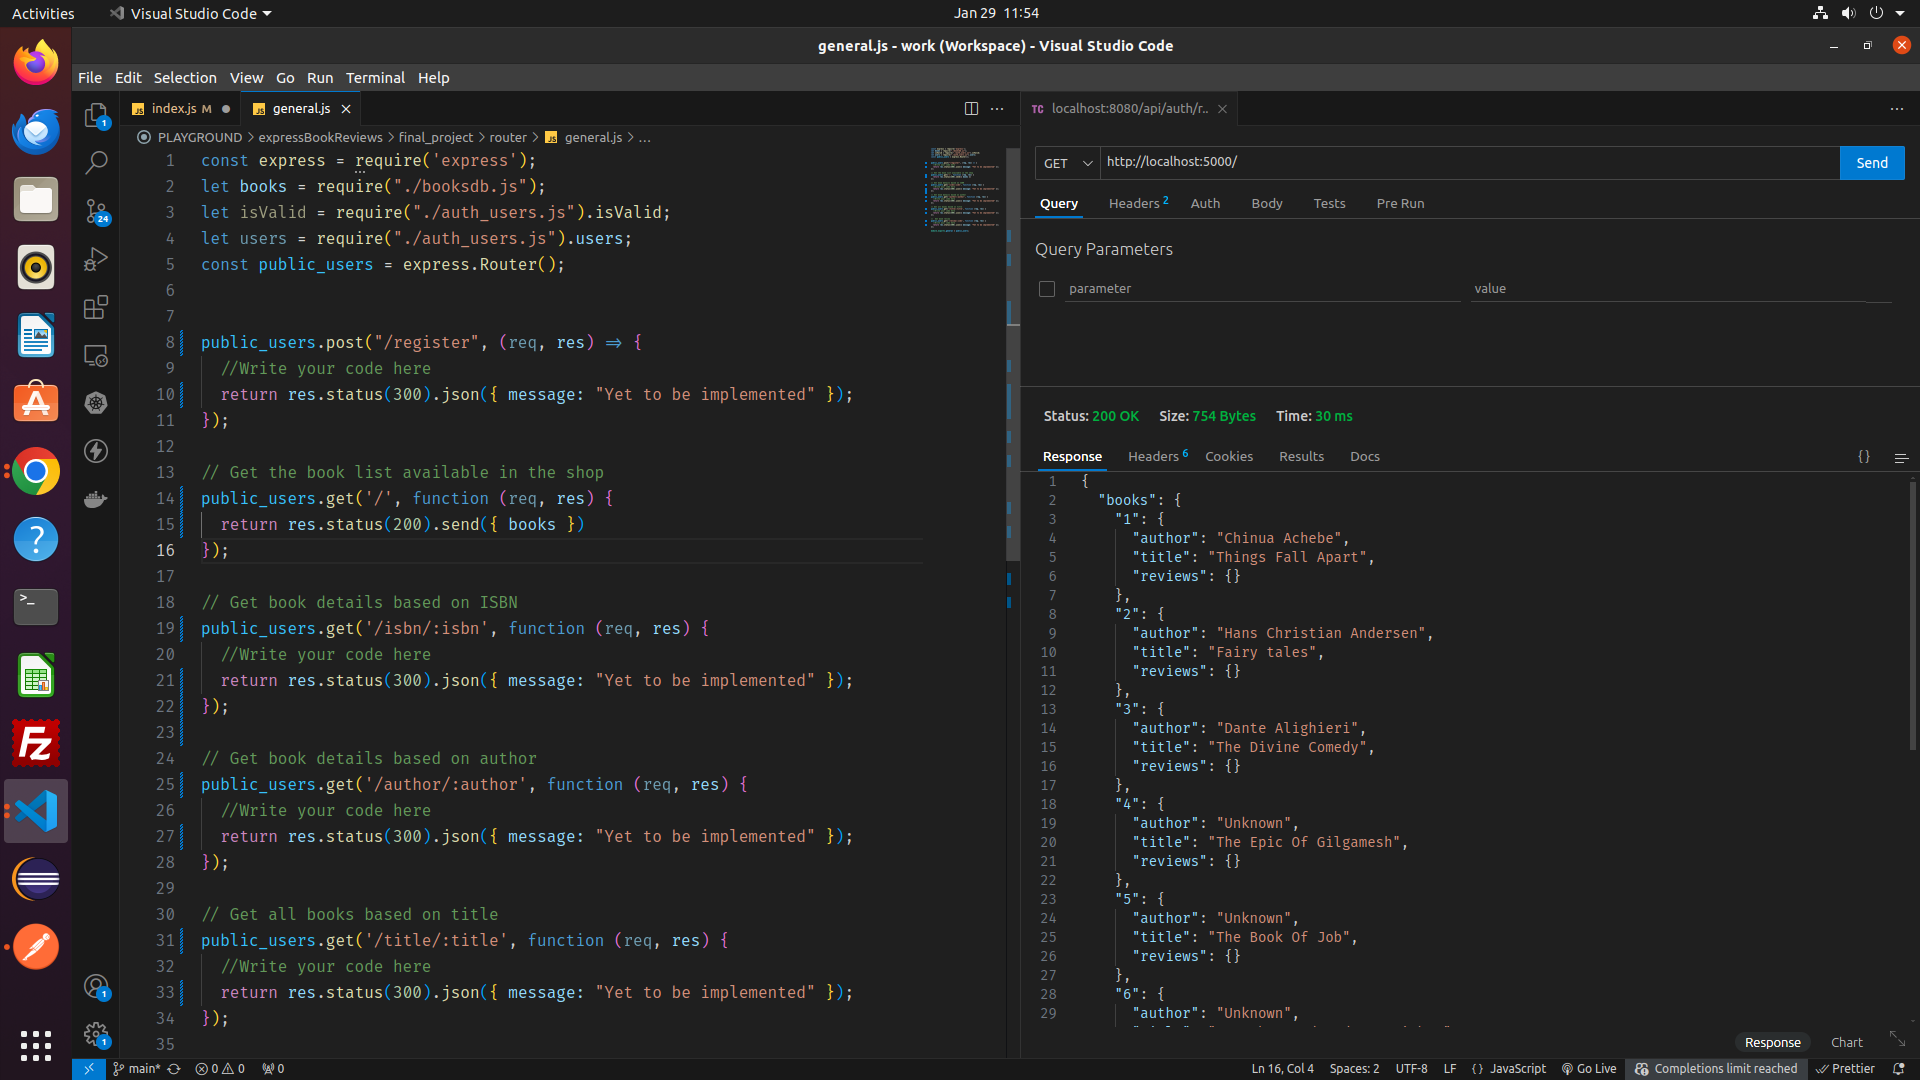 Activities
Visual Studio Code
Jan 29 11:54
general.js - work (Workspace) - Visual Studio Code
File Edit Selection View Go Run Terminal Help
index.js M
general.js
PLAYGROUND > expressBookReviews > final_project > router > general.js > ...
1 const express = require('express');
2 let books = require("./booksdb.js");
3 let isValid = require("./auth_users.js").isValid;
4 let users = require("./auth_users.js").users;
5 const public_users = express.Router();
6
7
8 public_users.post("/register", (req, res) => {
9 //Write your code here
10 return res.status(300).json({ message: "Yet to be implemented" });
11 });
12
13 // Get the book list available in the shop
14 public_users.get('/', function (req, res) {
15 return res.status(200).send({ books })
16 });
17
18 // Get book details based on ISBN
19 public_users.get('/isbn/:isbn', function (req, res) {
20 //Write your code here
21 return res.status(300).json({ message: "Yet to be implemented" });
22 });
23
24 // Get book details based on author
25 public_users.get('/author/:author', function (req, res) {
26 //Write your code here
27 return res.status(300).json({ message: "Yet to be implemented" });
28 });
29
30 // Get all books based on title
31 public_users.get('/title/:title', function (req, res) {
32 //Write your code here
33 return res.status(300).json({ message: "Yet to be implemented" });
34 });
35
TC localhost:8080/api/auth/r..
GET http://localhost:5000/ Send
Query Headers 2 Auth Body Tests Pre Run
Query Parameters
parameter value
Status: 200 OK Size: 754 Bytes Time: 30 ms
Response Headers 6 Cookies Results Docs {}
1 {
2 "books": {
3 "1": {
4 "author": "Chinua Achebe",
5 "title": "Things Fall Apart",
6 "reviews": {}
7 },
8 "2": {
9 "author": "Hans Christian Andersen",
10 "title": "Fairy tales",
11 "reviews": {}
12 },
13 "3": {
14 "author": "Dante Alighieri",
15 "title": "The Divine Comedy",
16 "reviews": {}
17 },
18 "4": {
19 "author": "Unknown",
20 "title": "The Epic Of Gilgamesh",
21 "reviews": {}
22 },
23 "5": {
24 "author": "Unknown",
25 "title": "The Book Of Job",
26 "reviews": {}
27 },
28 "6": {
29 "author": "Unknown",
Response Chart
1
24
1
1
main* 0 0 0
Ln 16, Col 4 Spaces: 2 UTF-8 LF {} JavaScript Go Live Completions limit reached Prettier